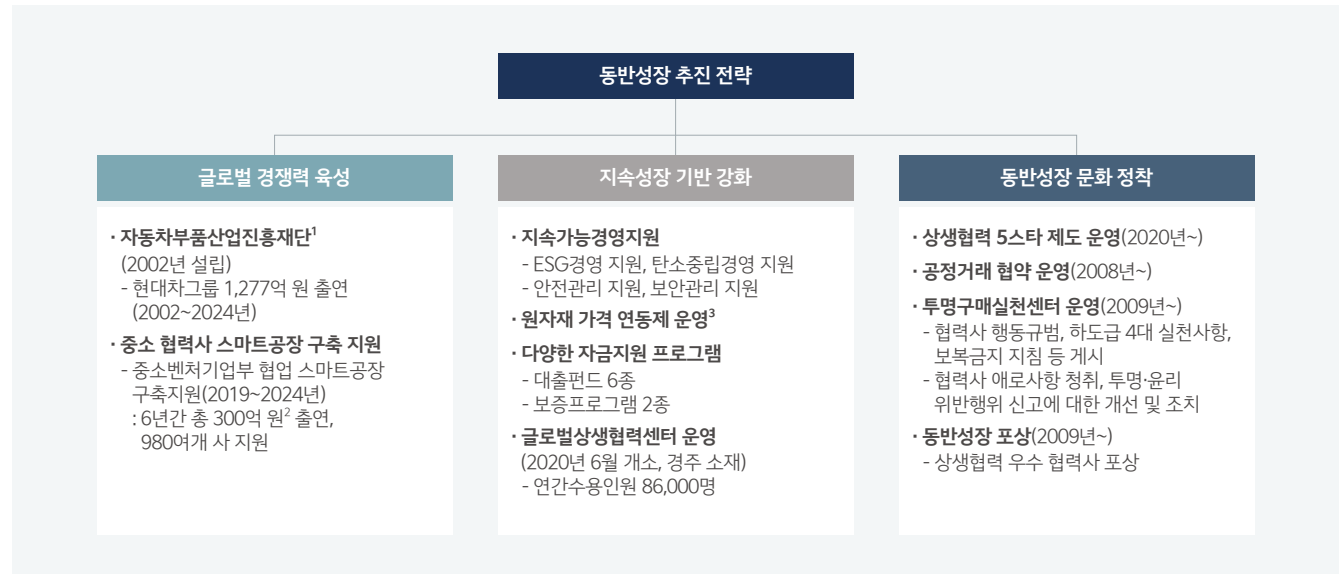 동반성장 추진 전략
글로벌 경쟁력 육성
· 자동차부품산업진흥재단¹
(2002년 설립)
- 현대차그룹 1,277억 원 출연
(2002~2024년)
· 중소 협력사 스마트공장 구축 지원
- 중소벤처기업부 협업 스마트공장
구축지원(2019~2024년)
: 6년간 총 300억 원² 출연,
980여개 사 지원
지속성장 기반 강화
· 지속가능경영지원
- ESG경영 지원, 탄소중립경영 지원
- 안전관리 지원, 보안관리 지원
· 원자재 가격 연동제 운영³
· 다양한 자금지원 프로그램
- 대출펀드 6종
- 보증프로그램 2종
· 글로벌상생협력센터 운영
(2020년 6월 개소, 경주 소재)
- 연간수용인원 86,000명
동반성장 문화 정착
· 상생협력 5스타 제도 운영(2020년~)
· 공정거래 협약 운영(2008년~)
· 투명구매실천센터 운영(2009년~)
- 협력사 행동규범, 하도급 4대 실천사항,
보복금지 지침 등 게시
- 협력사 애로사항 청취, 투명·윤리
위반행위 신고에 대한 개선 및 조치
· 동반성장 포상(2009년~)
- 상생협력 우수 협력사 포상